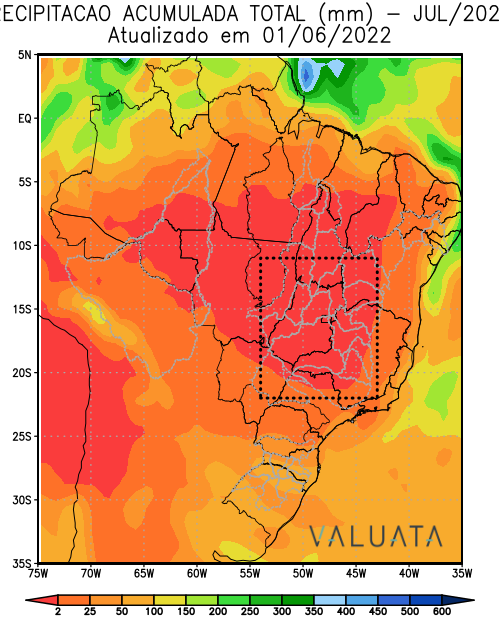 RECIPITACAO ACUMULADA TOTAL (mm) – JUL/202
Atualizado em 01/06/2022
5N
EQ
5S
10S
15S
20S
25S
30S
35S
75W 70W 65W 60W 55W 50W 45W 40W 35W
VALUATA
2 25 50 100 150 200 250 300 350 400 450 500 600